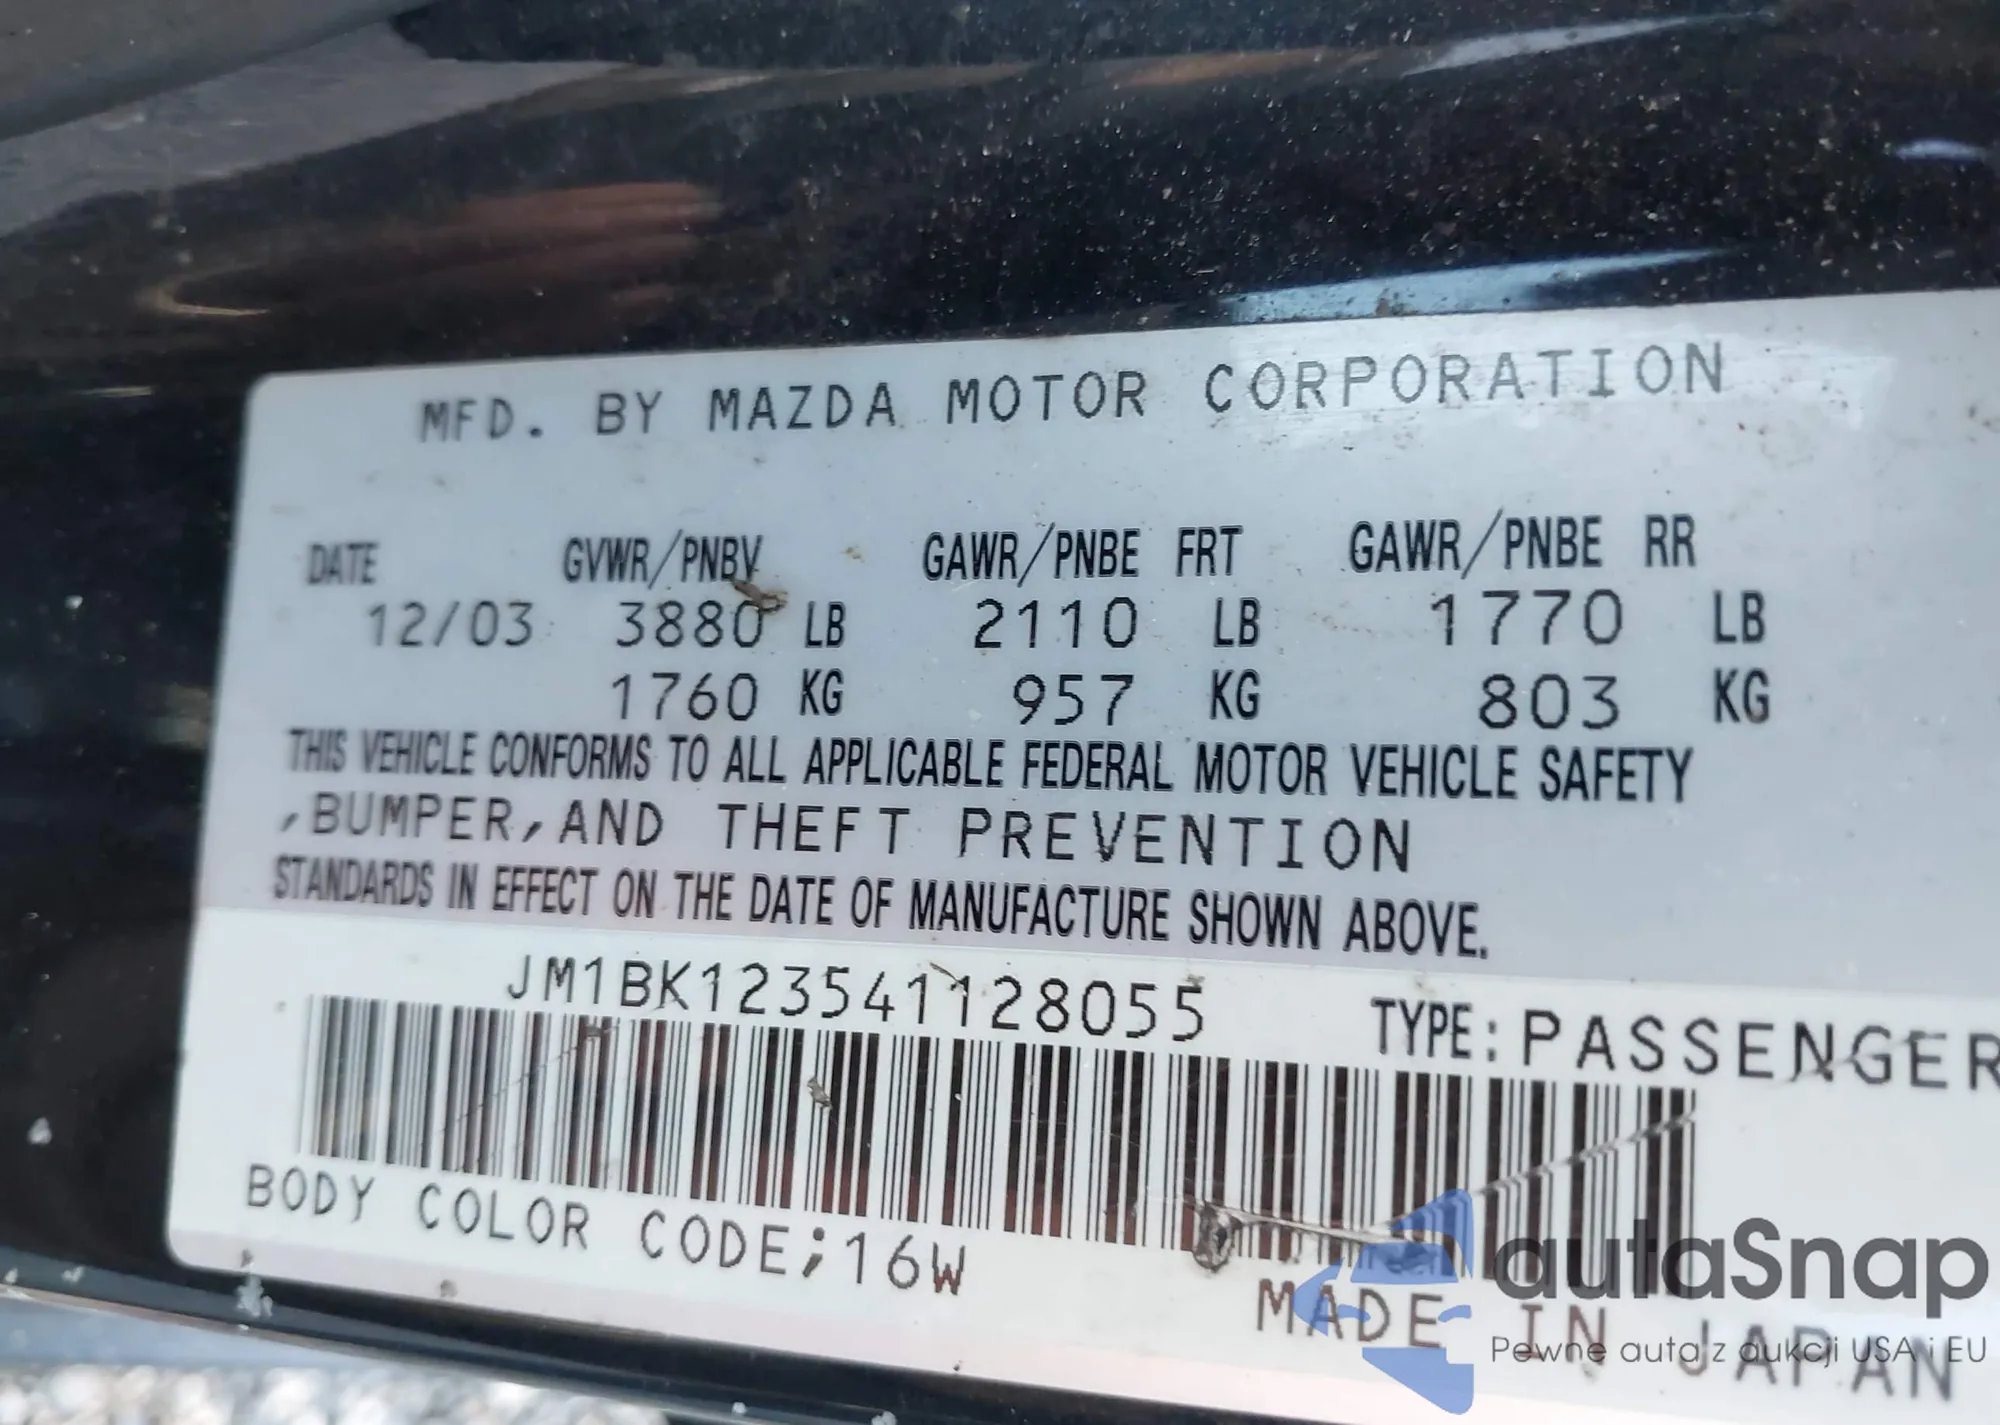 MFD. BY MAZDA MOTOR CORPORATION
DATE GVWR/PNBV GAWR/PNBE FRT GAWR/PNBE RR
12/03 3880 LB 2110 LB 1770 LB
1760 KG 957 KG 803 KG
THIS VEHICLE CONFORMS TO ALL APPLICABLE FEDERAL MOTOR VEHICLE SAFETY
,BUMPER,AND THEFT PREVENTION
STANDARDS IN EFFECT ON THE DATE OF MANUFACTURE SHOWN ABOVE.
JM1BK123541128055 TYPE:PASSENGER
BODY COLOR CODE;16W
MADE IN JAPAN
autaSnap
Pewne auta z aukcji USA i EU